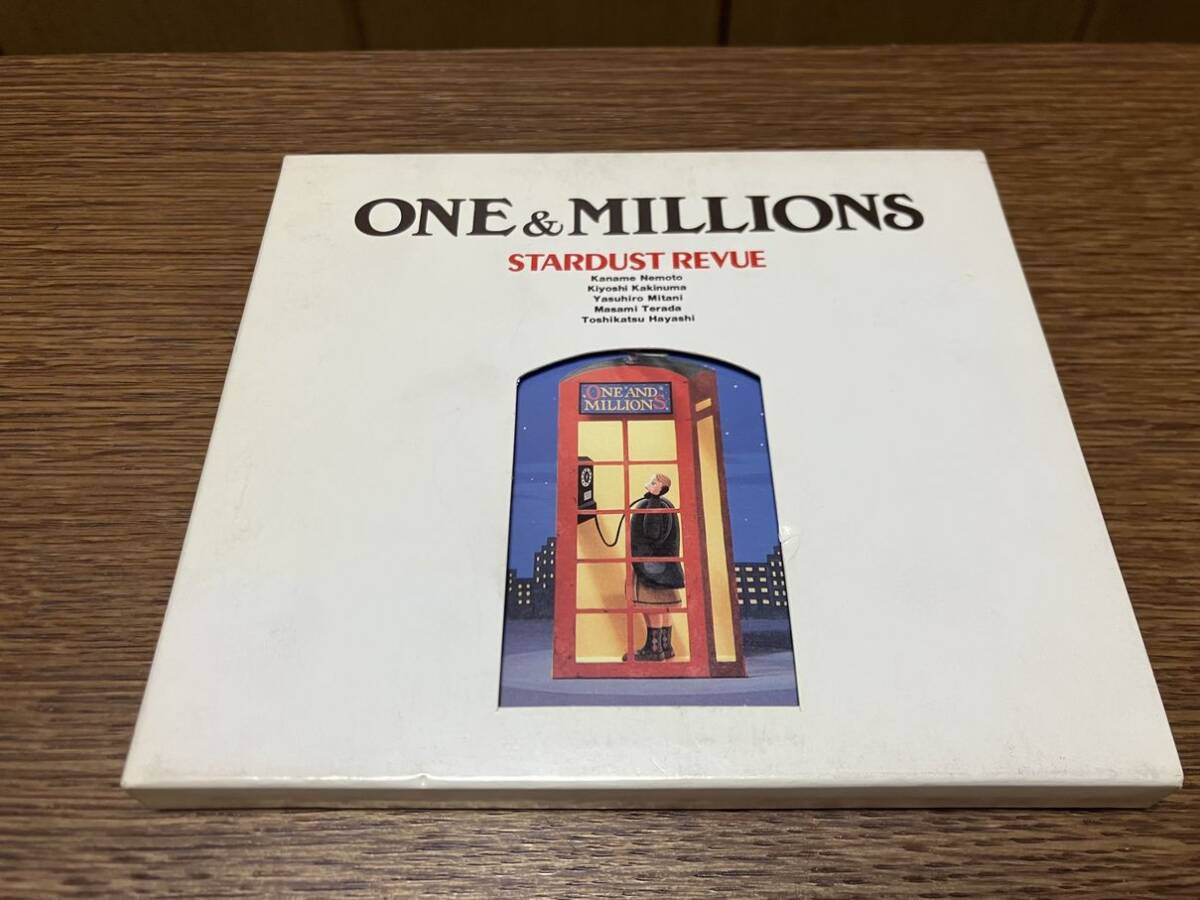 ONE & MILLIONS
STARDUST REVUE
Kaname Nemoto
Kiyoshi Kakinuma
Yasuhiro Mitani
Masami Terada
Toshikatsu Hayashi
ONE AND
MILLIONS